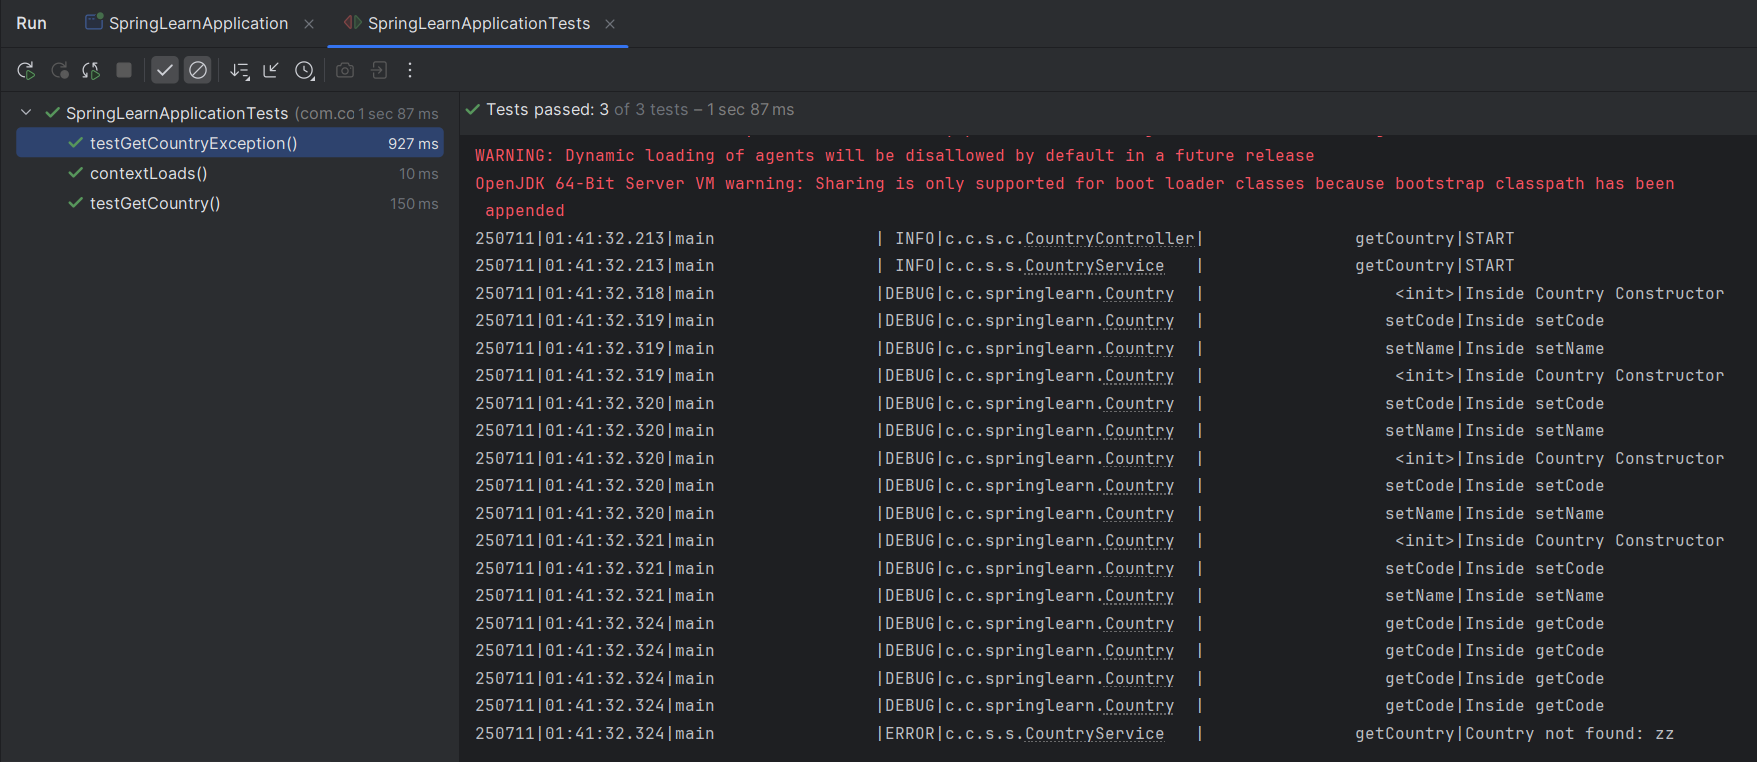 Run SpringLearnApplication × SpringLearnApplicationTests ×
SpringLearnApplicationTests (com.cc 1 sec 87 ms
testGetCountryException() 927 ms
contextLoads() 10 ms
testGetCountry() 150 ms
Tests passed: 3 of 3 tests – 1 sec 87 ms
WARNING: Dynamic loading of agents will be disallowed by default in a future release
OpenJDK 64-Bit Server VM warning: Sharing is only supported for boot loader classes because bootstrap classpath has been
appended
250711|01:41:32.213|main                | INFO|c.c.s.c.CountryController|               getCountry|START
250711|01:41:32.213|main                | INFO|c.c.s.s.CountryService   |               getCountry|START
250711|01:41:32.318|main                |DEBUG|c.c.springlearn.Country  |                   <init>|Inside Country Constructor
250711|01:41:32.319|main                |DEBUG|c.c.springlearn.Country  |                  setCode|Inside setCode
250711|01:41:32.319|main                |DEBUG|c.c.springlearn.Country  |                  setName|Inside setName
250711|01:41:32.319|main                |DEBUG|c.c.springlearn.Country  |                   <init>|Inside Country Constructor
250711|01:41:32.320|main                |DEBUG|c.c.springlearn.Country  |                  setCode|Inside setCode
250711|01:41:32.320|main                |DEBUG|c.c.springlearn.Country  |                  setName|Inside setName
250711|01:41:32.320|main                |DEBUG|c.c.springlearn.Country  |                   <init>|Inside Country Constructor
250711|01:41:32.320|main                |DEBUG|c.c.springlearn.Country  |                  setCode|Inside setCode
250711|01:41:32.320|main                |DEBUG|c.c.springlearn.Country  |                  setName|Inside setName
250711|01:41:32.321|main                |DEBUG|c.c.springlearn.Country  |                   <init>|Inside Country Constructor
250711|01:41:32.321|main                |DEBUG|c.c.springlearn.Country  |                  setCode|Inside setCode
250711|01:41:32.321|main                |DEBUG|c.c.springlearn.Country  |                  setName|Inside setName
250711|01:41:32.324|main                |DEBUG|c.c.springlearn.Country  |                  getCode|Inside getCode
250711|01:41:32.324|main                |DEBUG|c.c.springlearn.Country  |                  getCode|Inside getCode
250711|01:41:32.324|main                |DEBUG|c.c.springlearn.Country  |                  getCode|Inside getCode
250711|01:41:32.324|main                |DEBUG|c.c.springlearn.Country  |                  getCode|Inside getCode
250711|01:41:32.324|main                |ERROR|c.c.s.s.CountryService   |               getCountry|Country not found: zz